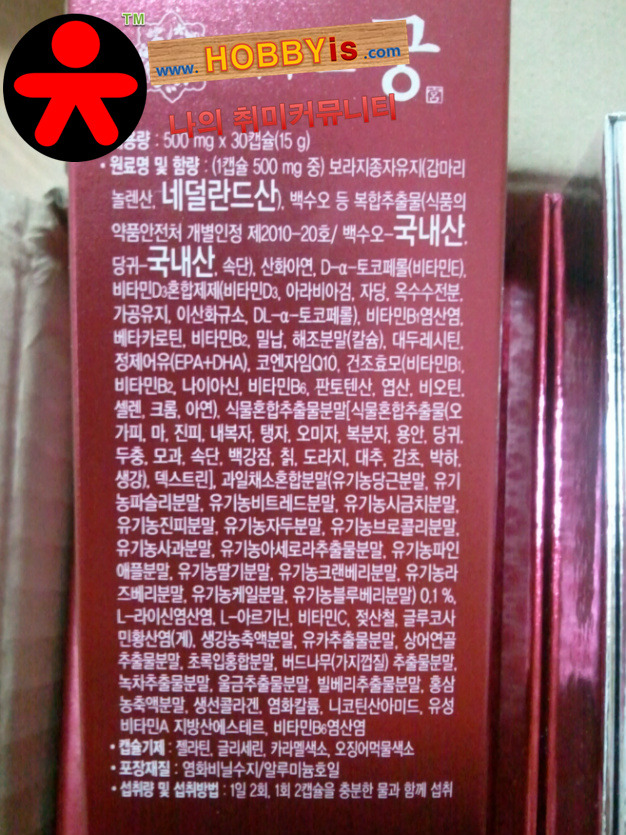 TM
www. HOBBYis .com
나의 취미커뮤니티
궁
용량 : 500 mg x 30캡슐(15 g)
• 원료명 및 함량 : (1캡슐 500 mg 중) 보라지종자유지(감마리
놀렌산, 네덜란드산), 백수오 등 복합추출물(식품의
약품안전처 개별인정 제2010-20호/ 백수오-국내산,
당귀-국내산, 속단), 산화아연, D-α-토코페롤(비타민E),
비타민D3혼합제제(비타민D3, 아라비아검, 자당, 옥수수전분,
가공유지, 이산화규소, DL-α-토코페롤), 비타민B1염산염,
베타카로틴, 비타민B2, 밀납, 해조분말(칼슘), 대두레시틴,
정제어유(EPA+DHA), 코엔자임Q10, 건조효모(비타민B1,
비타민B2, 나이아신, 비타민B6, 판토텐산, 엽산, 비오틴,
셀렌, 크롬, 아연), 식물혼합추출물분말[식물혼합추출물(오
가피, 마, 진피, 내복자, 탱자, 오미자, 복분자, 용안, 당귀,
두충, 모과, 속단, 백강잠, 칡, 도라지, 대추, 감초, 박하,
생강), 덱스트린], 과일채소혼합분말(유기농당근분말, 유기
농파슬리분말, 유기농비트레드분말, 유기농시금치분말,
유기농진피분말, 유기농자두분말, 유기농브로콜리분말,
유기농사과분말, 유기농아세로라추출물분말, 유기농파인
애플분말, 유기농딸기분말, 유기농크랜베리분말, 유기농라
즈베리분말, 유기농케일분말, 유기농블루베리분말) 0.1 %,
L-라이신염산염, L-아르기닌, 비타민C, 젖산철, 글루코사
민황산염(게), 생강농축액분말, 유카추출물분말, 상어연골
추출물분말, 초록입홍합분말, 버드나무(가지껍질) 추출물분말,
녹차추출물분말, 울금추출물분말, 빌베리추출물분말, 홍삼
농축액분말, 생선콜라겐, 염화칼륨, 니코틴산아미드, 유성
비타민A 지방산에스테르, 비타민B6염산염
• 캡슐기제 : 젤라틴, 글리세린, 카라멜색소, 오징어먹물색소
• 포장재질 : 염화비닐수지/알루미늄호일
• 섭취량 및 섭취방법 : 1일 2회, 1회 2캡슐을 충분한 물과 함께 섭취